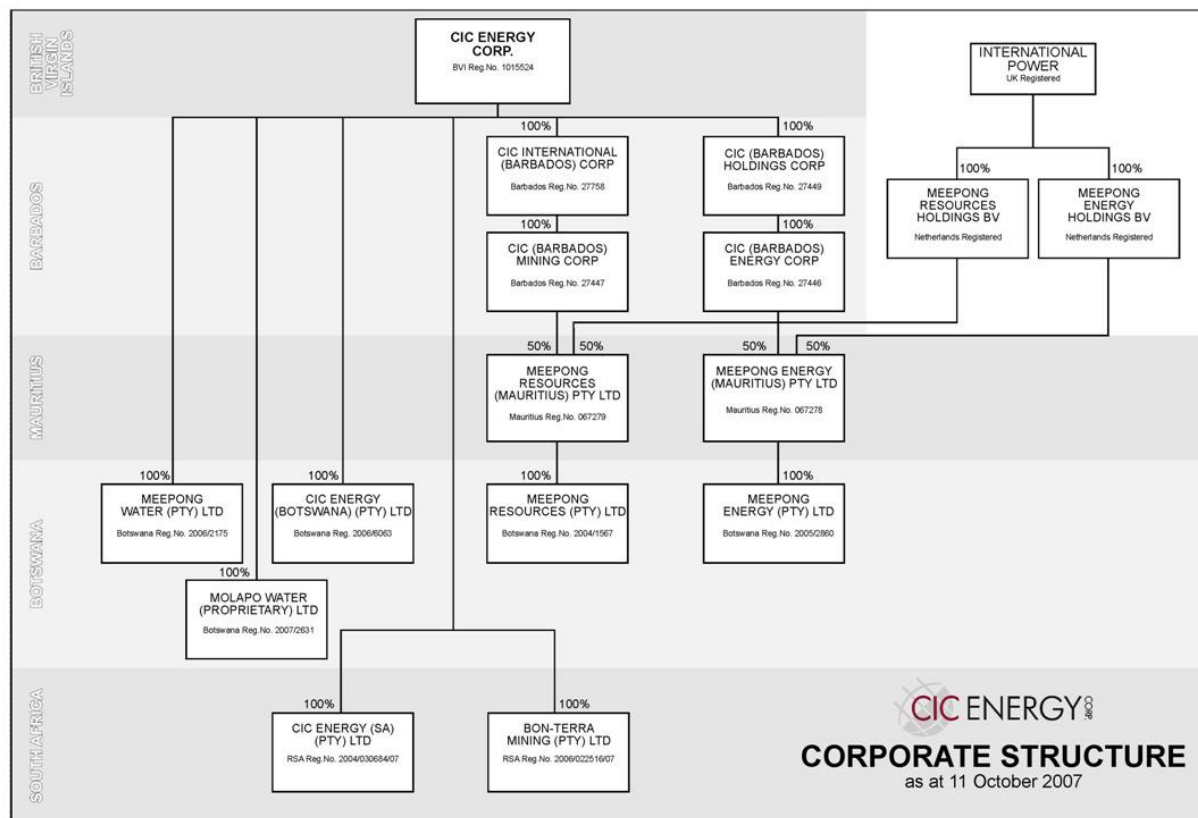 BRITISH
VIRGIN
ISLANDS
CIC ENERGY
CORP.
BVI Reg.No. 1015524
INTERNATIONAL
POWER
UK Registered
BARBADOS
100%
CIC INTERNATIONAL
(BARBADOS) CORP
Barbados Reg.No. 27758
100%
CIC (BARBADOS)
HOLDINGS CORP
Barbados Reg.No. 27449
100%
MEEPONG
RESOURCES
HOLDINGS BV
Netherlands Registered
100%
MEEPONG
ENERGY
HOLDINGS BV
Netherlands Registered
100%
CIC (BARBADOS)
MINING CORP
Barbados Reg.No. 27447
100%
CIC (BARBADOS)
ENERGY CORP
Barbados Reg.No. 27446
MAURITIUS
50% 50%
MEEPONG
RESOURCES
(MAURITIUS) PTY LTD
Mauritius Reg.No. 067279
50% 50%
MEEPONG ENERGY
(MAURITIUS) PTY LTD
Mauritius Reg.No. 067278
BOTSWANA
100%
MEEPONG
WATER (PTY) LTD
Botswana Reg.No. 2006/2175
100%
CIC ENERGY
(BOTSWANA) (PTY) LTD
Botswana Reg. 2006/6063
100%
MEEPONG
RESOURCES (PTY) LTD
Botswana Reg.No. 2004/1567
100%
MEEPONG
ENERGY (PTY) LTD
Botswana Reg.No. 2005/2860
100%
MOLAPO WATER
(PROPRIETARY) LTD
Botswana Reg.No. 2007/2631
SOUTH AFRICA
100%
CIC ENERGY (SA)
(PTY) LTD
RSA Reg.No. 2004/030684/07
100%
BON-TERRA
MINING (PTY) LTD
RSA Reg.No. 2006/022516/07
CIC ENERGY CORP.
CORPORATE STRUCTURE
as at 11 October 2007